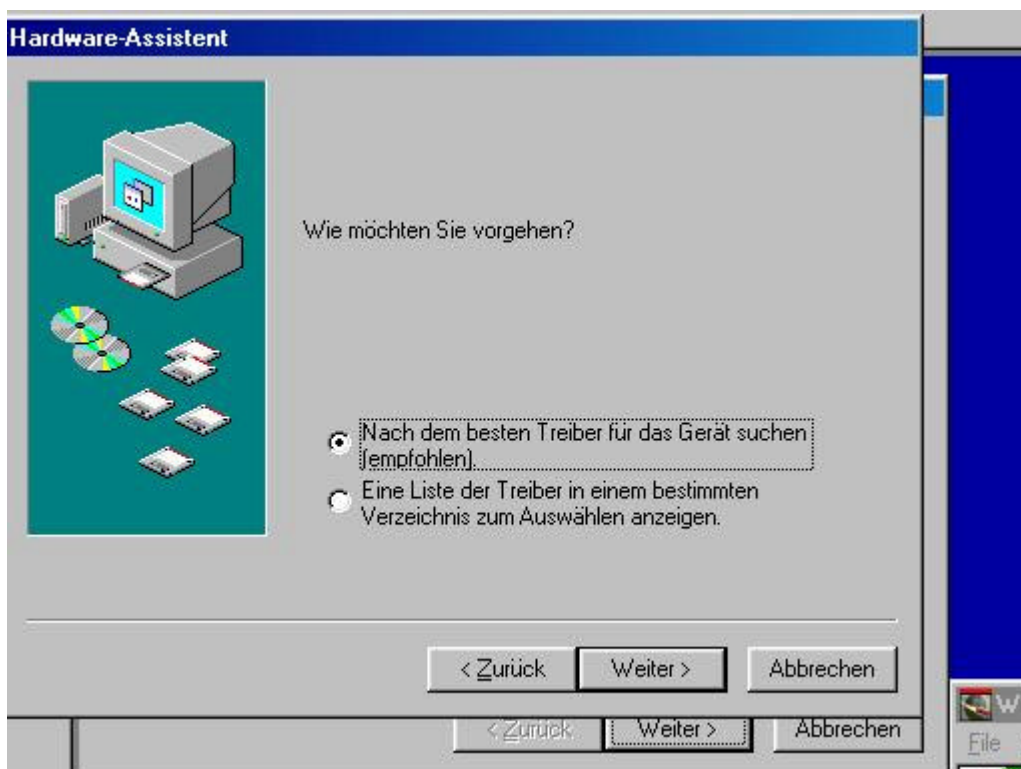 Hardware-Assistent
Wie möchten Sie vorgehen?
Nach dem besten Treiber für das Gerät suchen
(empfohlen).
Eine Liste der Treiber in einem bestimmten
Verzeichnis zum Auswählen anzeigen.
< Zurück Weiter > Abbrechen
< Zurück Weiter > Abbrechen
W
File